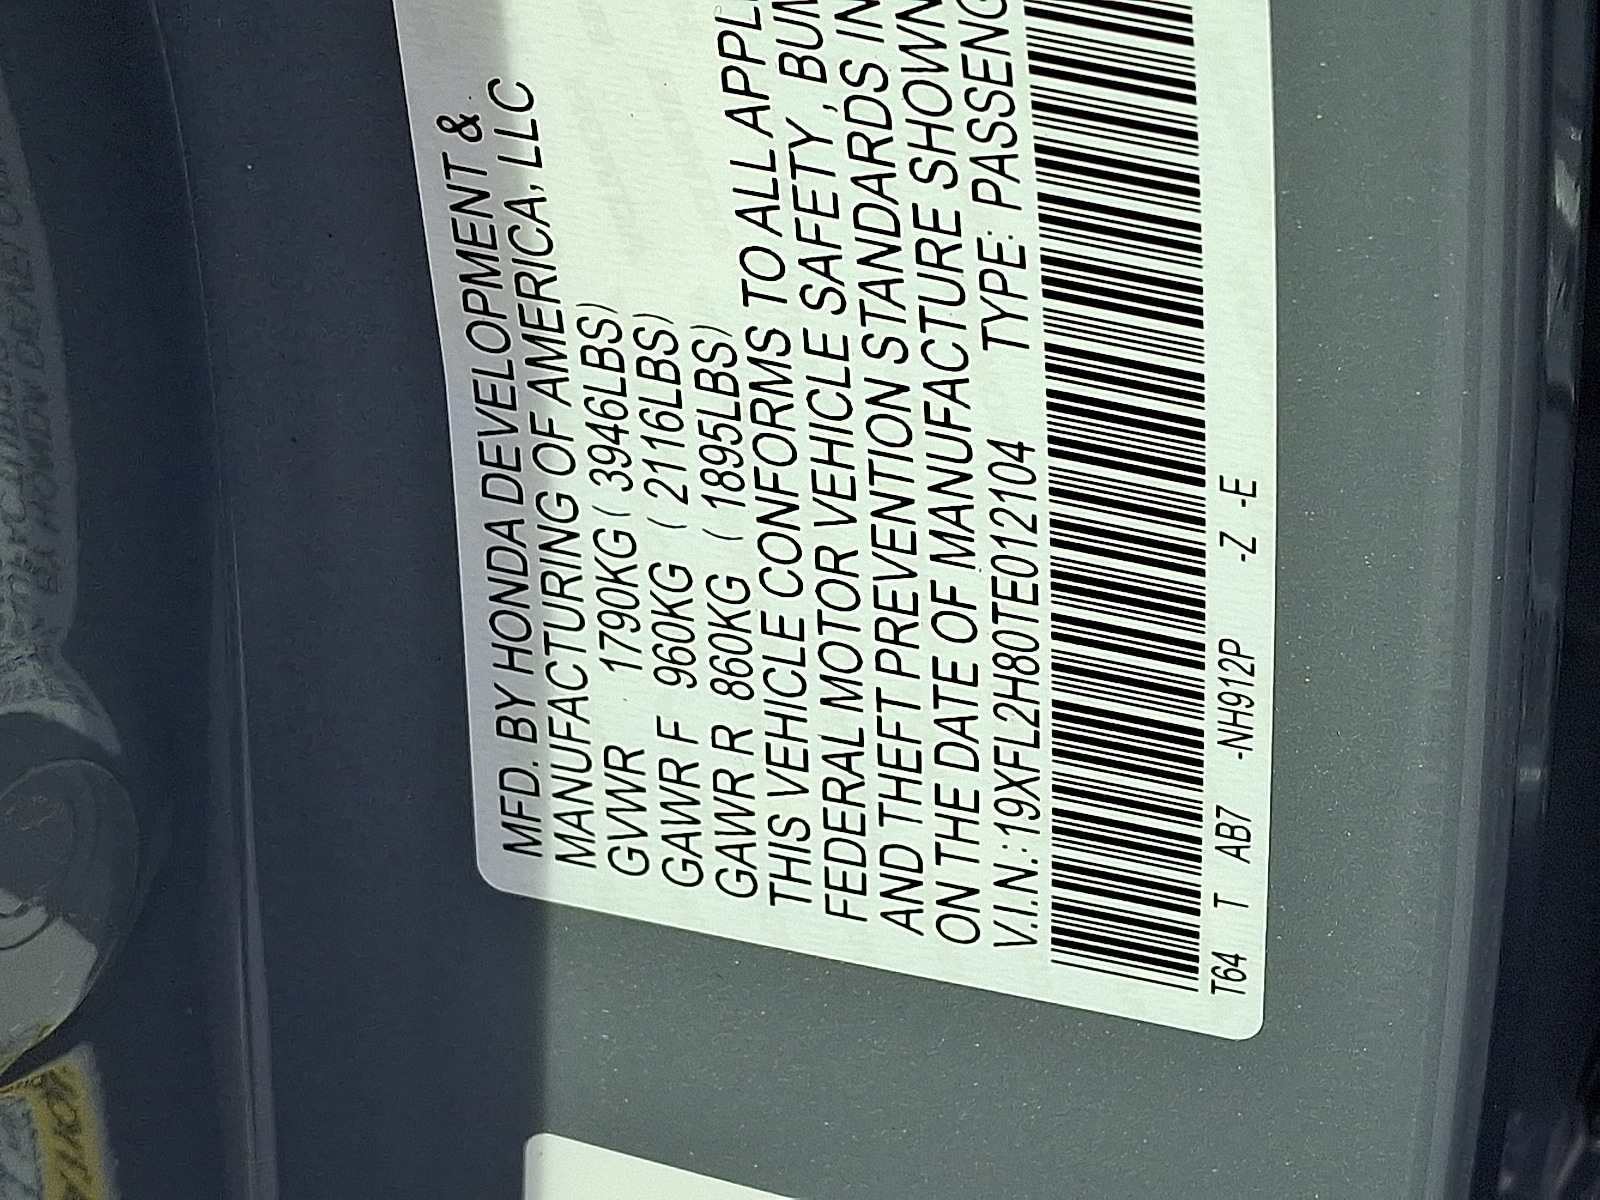 MFD. BY HONDA DEVELOPMENT &
MANUFACTURING OF AMERICA, LLC
GVWR 1790KG ( 3946LBS)
GAWR F 960KG ( 2116LBS)
GAWR R 860KG ( 1895LBS)
THIS VEHICLE CONFORMS TO ALL APPL
FEDERAL MOTOR VEHICLE SAFETY, BUM
AND THEFT PREVENTION STANDARDS IN
ON THE DATE OF MANUFACTURE SHOWN
V.I.N.: 19XFL2H80TE012104 TYPE: PASSENG
T64 T AB7 -NH912P -Z -E